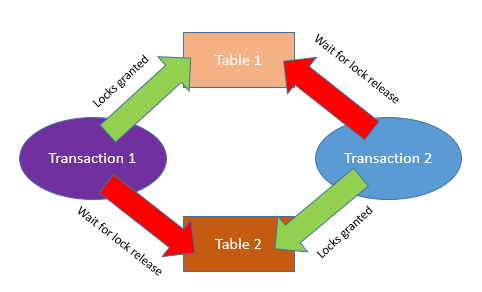 Table 1
Locks granted
Wait for lock release
Transaction 1
Transaction 2
Wait for lock release
Locks granted
Table 2